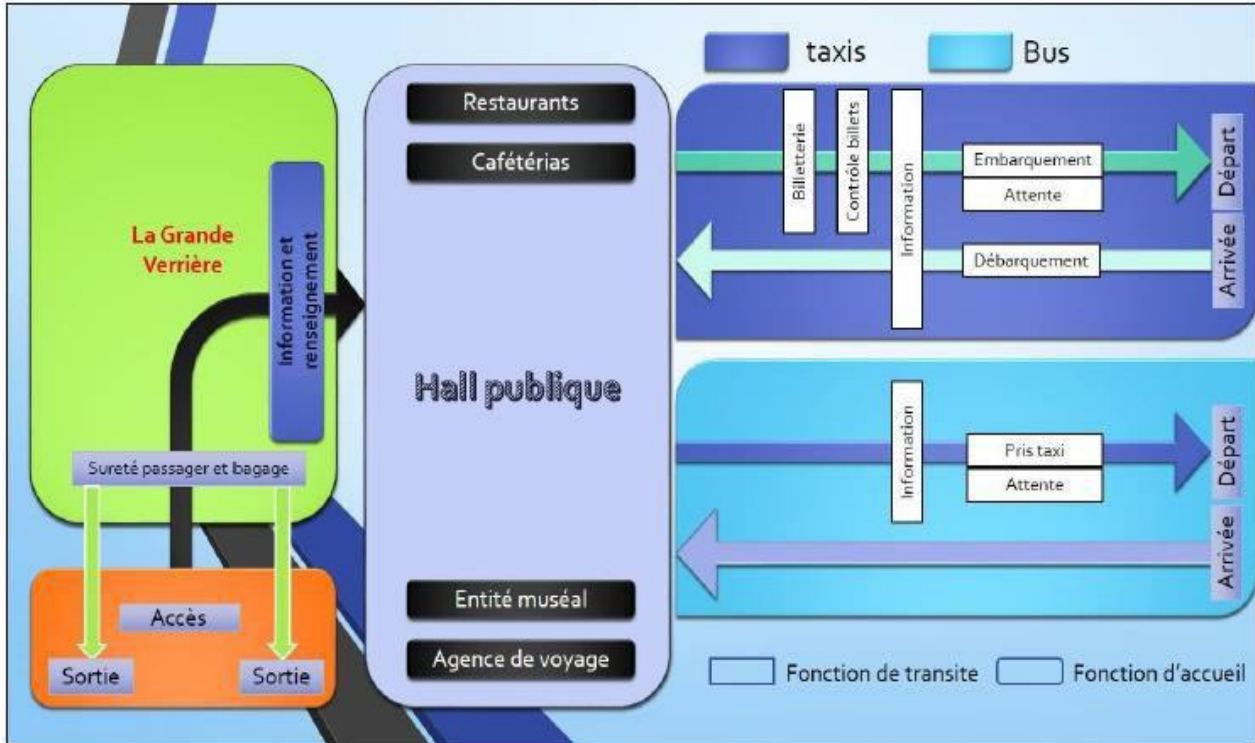 taxis
Bus
Restaurants
Cafétérias
La Grande
Verrière
Information et
renseignement
Hall publique
Sureté passager et bagage
Accès
Sortie
Sortie
Entité muséal
Agence de voyage
Billetterie
Contrôle billets
Information
Embarquement
Attente
Débarquement
Départ
Arrivée
Information
Pris taxi
Attente
Départ
Arrivée
Fonction de transite
Fonction d'accueil